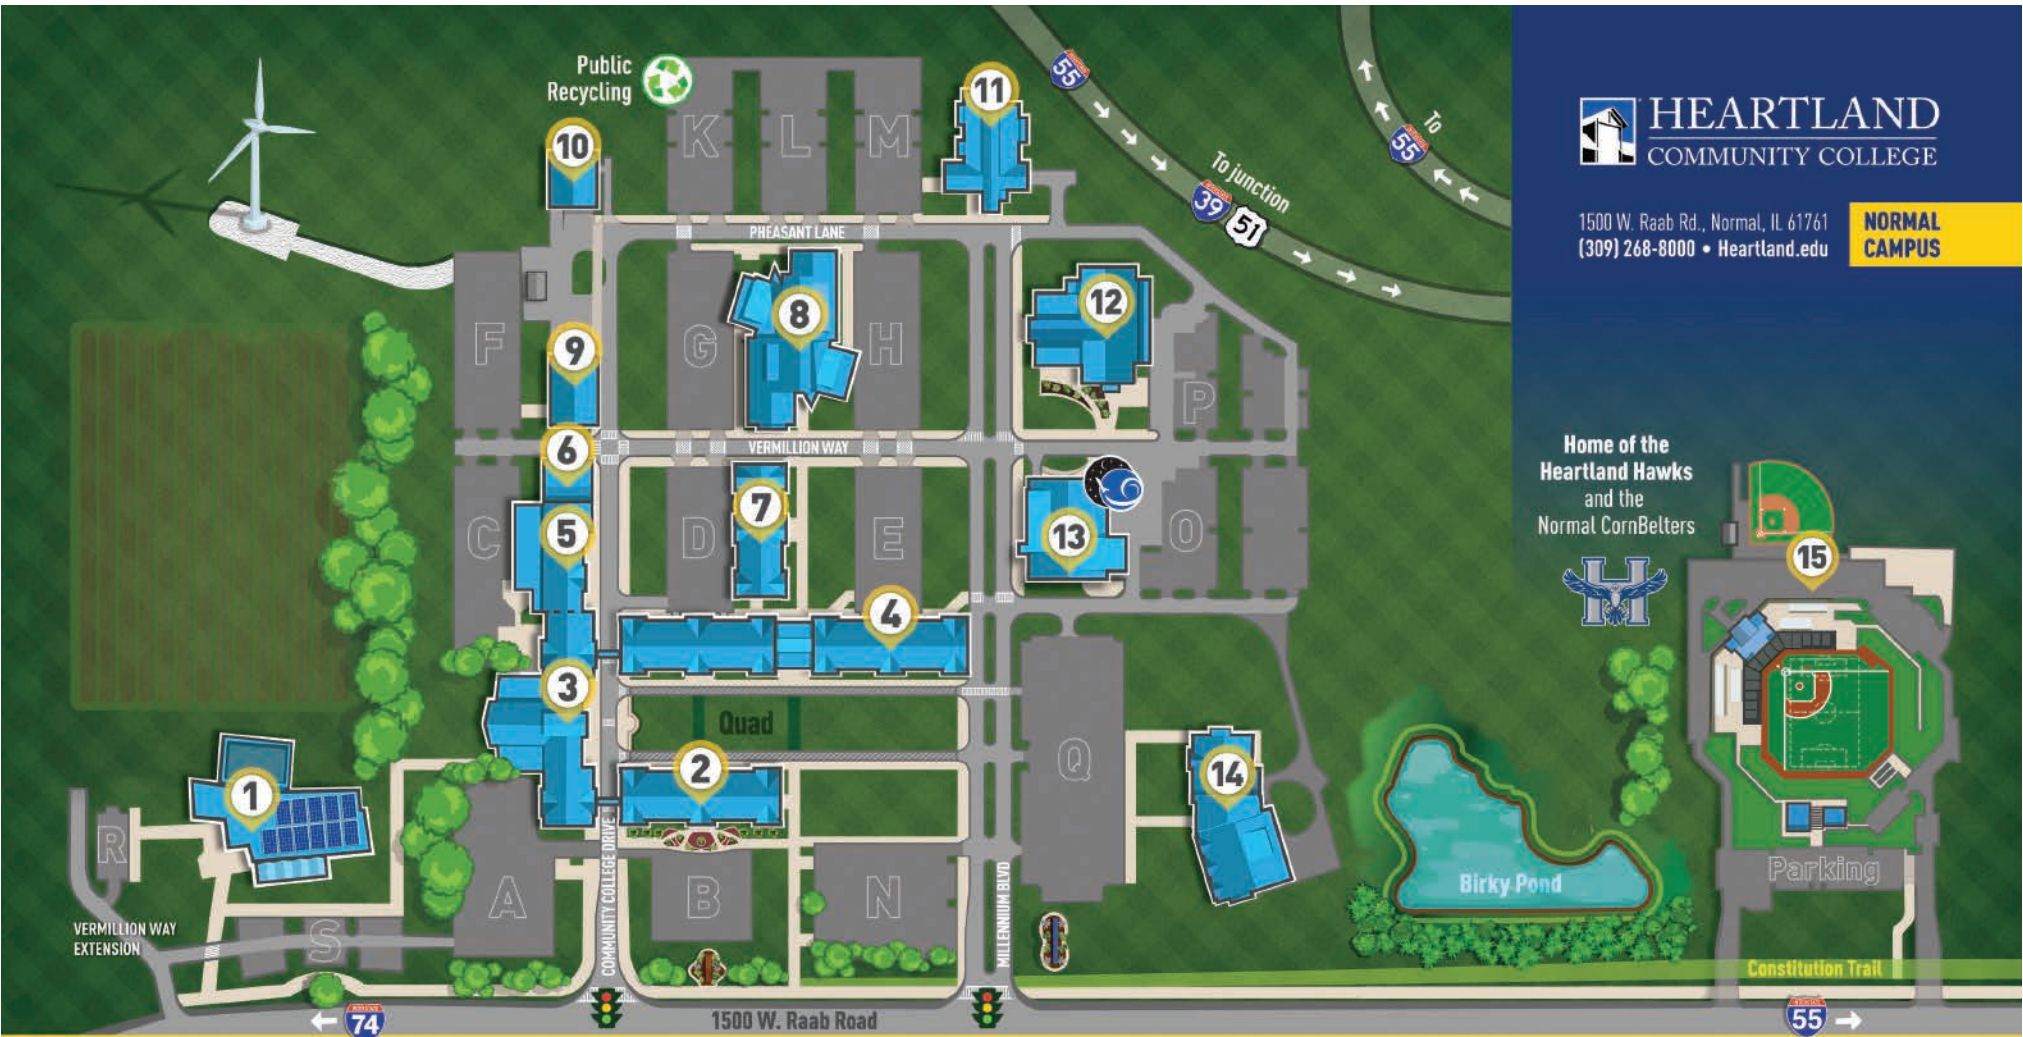 Public
Recycling
K
L
M
10
11
55
To
55
To junction
39
51
HEARTLAND
COMMUNITY COLLEGE
1500 W. Raab Rd., Normal, IL 61761
(309) 268-8000 • Heartland.edu
NORMAL
CAMPUS
PHEASANT LANE
F
9
G
8
H
12
P
6
VERMILLION WAY
C
5
D
7
E
13
O
Home of the
Heartland Hawks
and the
Normal CornBelters
H
15
4
3
Quad
2
Q
14
1
R
VERMILLION WAY
EXTENSION
S
A
COMMUNITY COLLEGE DRIVE
B
N
MILLENIUM BLVD
Birky Pond
Parking
Constitution Trail
74
1500 W. Raab Road
55